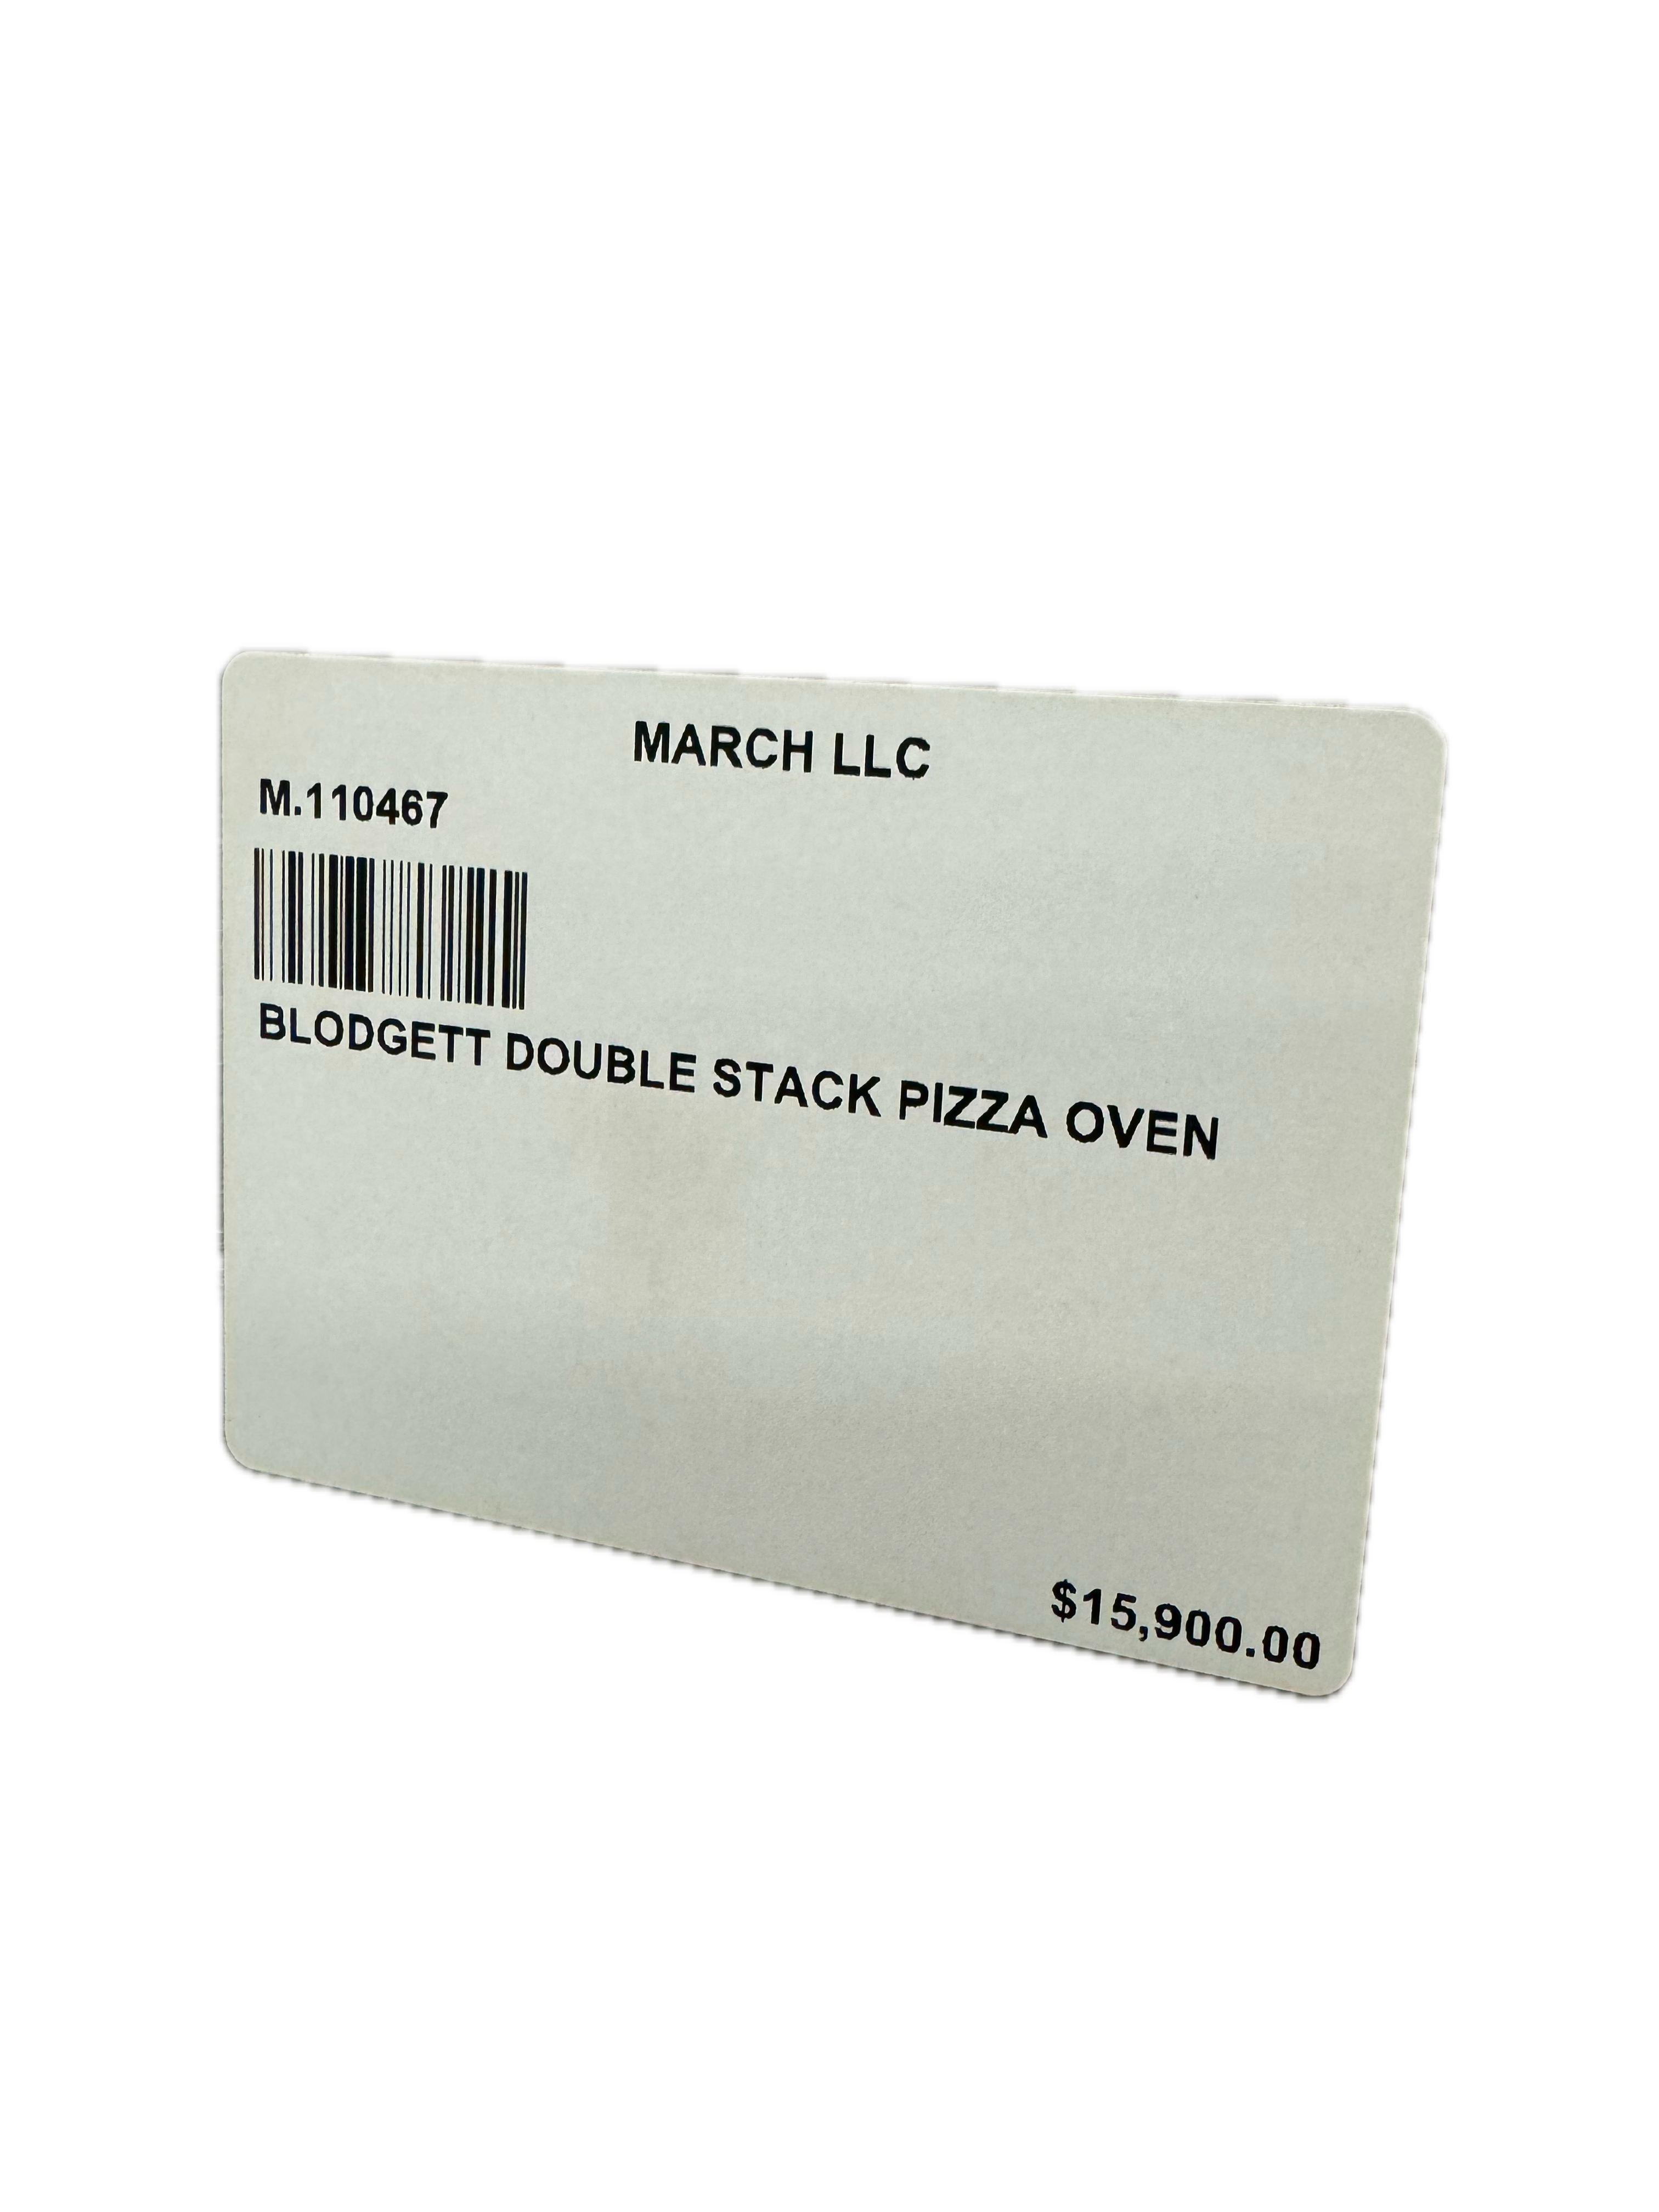 MARCH LLC
M.110467
BLODGETT DOUBLE STACK PIZZA OVEN
$15,900.00